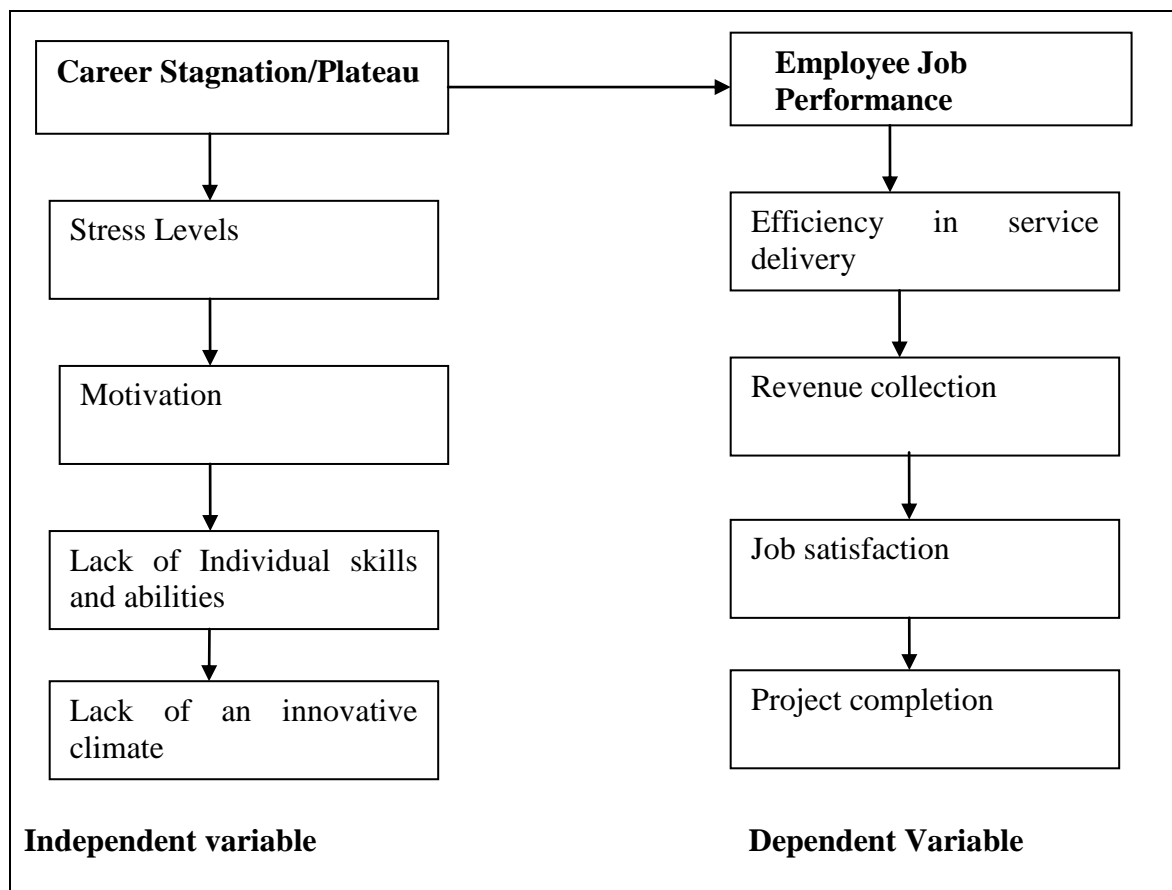 Career Stagnation/Plateau
Employee Job
Performance
Stress Levels
Efficiency in service
delivery
Motivation
Revenue collection
Lack of Individual skills
and abilities
Job satisfaction
Lack of an innovative
climate
Project completion
Independent variable
Dependent Variable